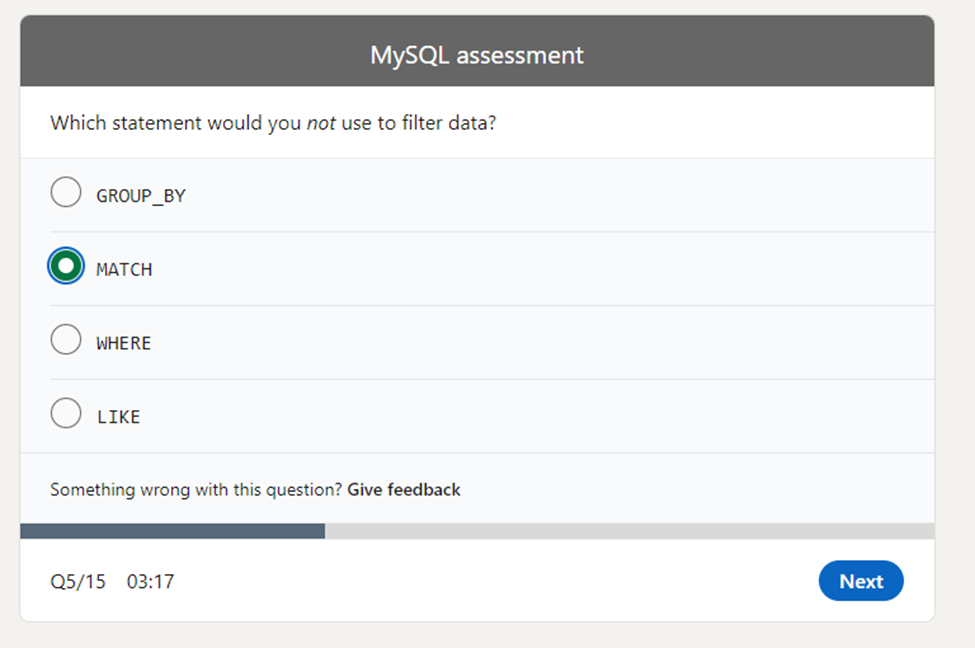 MySQL assessment
Which statement would you not use to filter data?
GROUP_BY
MATCH
WHERE
LIKE
Something wrong with this question? Give feedback
Q5/15 03:17
Next